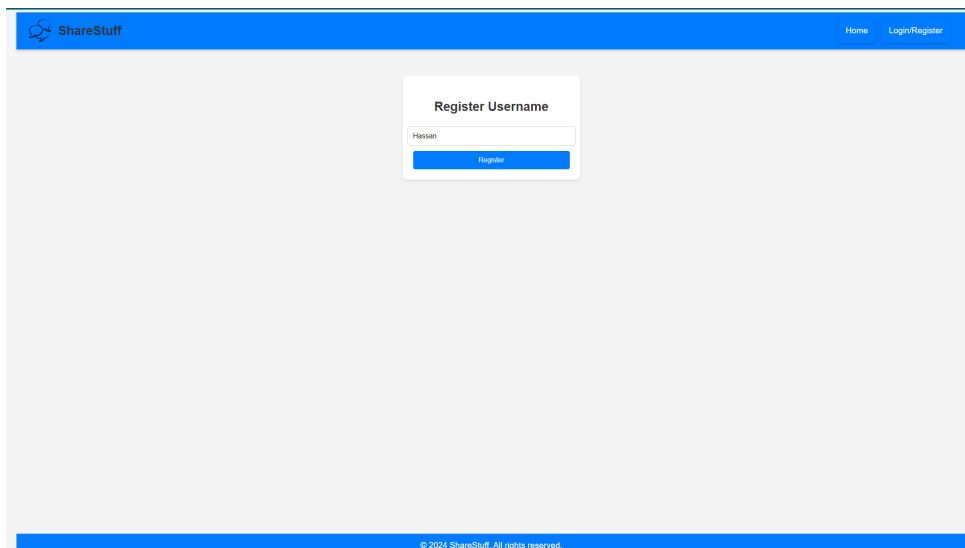 ShareStuff
Home Login/Register
Register Username
Hassan
Register
© 2024 ShareStuff. All rights reserved.